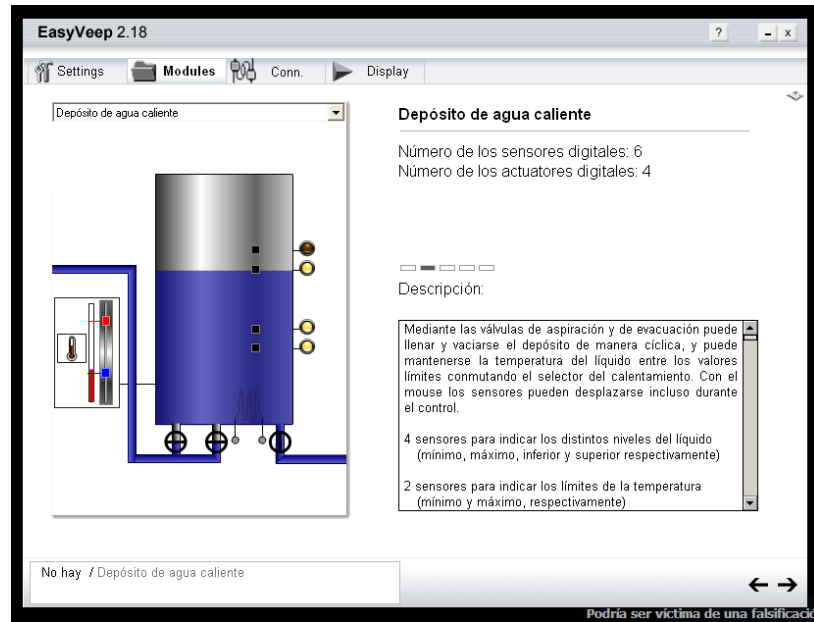 EasyVeep 2.18
? - x
Settings Modules Conn. Display
Depósito de agua caliente
Depósito de agua caliente
Número de los sensores digitales: 6
Número de los actuatores digitales: 4
Descripción:
Mediante las válvulas de aspiración y de evacuación puede
llenar y vaciarse el depósito de manera cíclica, y puede
mantenerse la temperatura del líquido entre los valores
límites conmutando el selector del calentamiento. Con el
mouse los sensores pueden desplazarse incluso durante
el control.
4 sensores para indicar los distintos niveles del líquido
(mínimo, máximo, inferior y superior respectivamente)
2 sensores para indicar los límites de la temperatura
(mínimo y máximo, respectivamente)
No hay / Depósito de agua caliente
Podría ser víctima de una falsificació